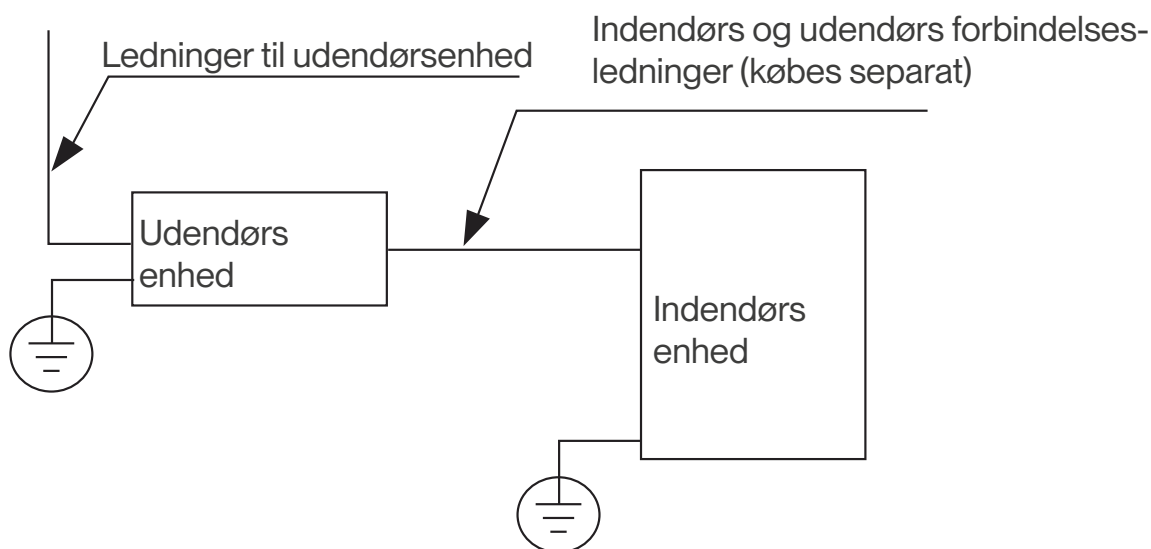 Ledninger til udendørsenhed
Indendørs og udendørs forbindelses-
ledninger (købes separat)
Udendørs
enhed
Indendørs
enhed